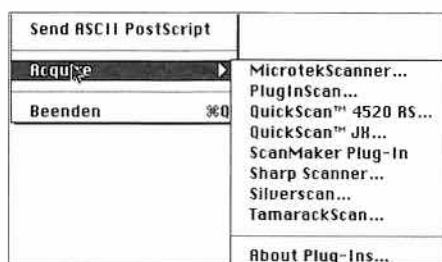 Send ASCII PostScript
Acquire
Beenden ⌘Q
MicrotekScanner...
PlugInScan...
QuickScan™ 4520 RS...
QuickScan™ JX...
ScanMaker Plug-In
Sharp Scanner...
Silverscan...
TamarackScan...
About Plug-Ins...